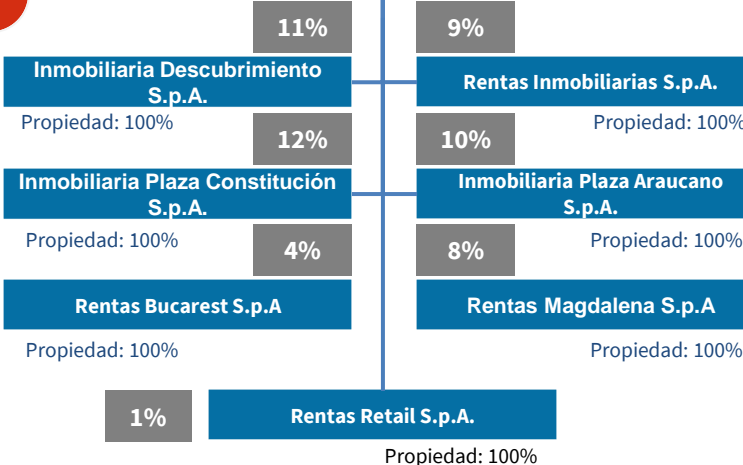 11%
9%
Inmobiliaria Descubrimiento
S.p.A.
Rentas Inmobiliarias S.p.A.
Propiedad: 100%
Propiedad: 100%
12%
10%
Inmobiliaria Plaza Constitución
S.p.A.
Inmobiliaria Plaza Araucano
S.p.A.
Propiedad: 100%
Propiedad: 100%
4%
8%
Rentas Bucarest S.p.A
Rentas Magdalena S.p.A
Propiedad: 100%
Propiedad: 100%
1%
Rentas Retail S.p.A.
Propiedad: 100%